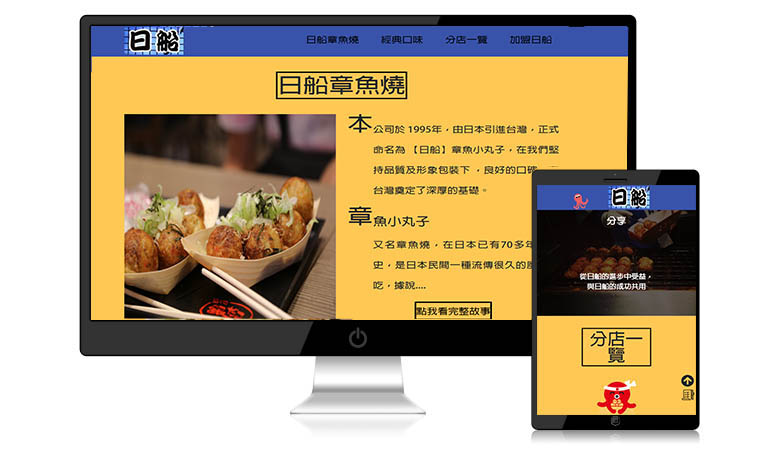 日船
日船章魚燒
經典口味
分店一覽
加盟日船
日船章魚燒
本公司於 1995年，由日本引進台灣，正式
命名為 【日船】章魚小丸子，在我們堅
持品質及形象包裝下 ，良好的口碑，
台灣奠定了深厚的基礎。
章魚小丸子
又名章魚燒，在日本已有70多年
史，是日本民間一種流傳很久的
吃，據說....
點我看完整故事
日船
分享
從日船的進步中受益，
與日船的成功共用
分店一
覽